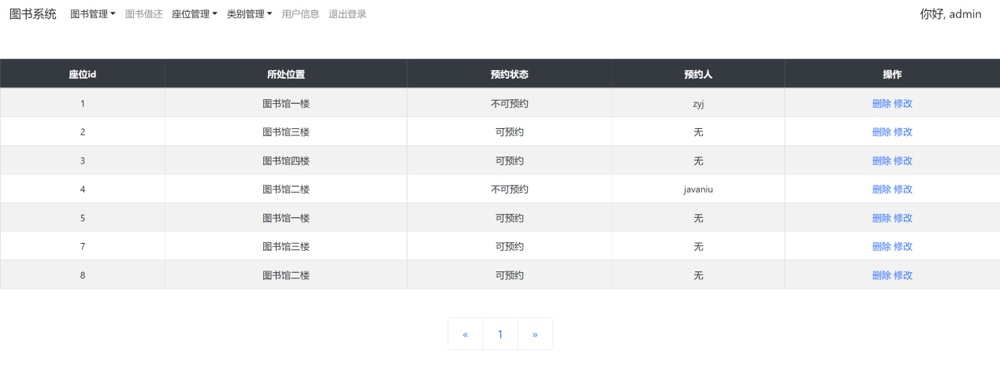 图书系统 图书管理 图书借还 座位管理 类别管理 用户信息 退出登录 你好, admin
座位id 所处位置 预约状态 预约人 操作
1 图书馆一楼 不可预约 zyj 删除 修改
2 图书馆三楼 可预约 无 删除 修改
3 图书馆四楼 可预约 无 删除 修改
4 图书馆二楼 不可预约 javaniu 删除 修改
5 图书馆一楼 可预约 无 删除 修改
7 图书馆三楼 可预约 无 删除 修改
8 图书馆二楼 可预约 无 删除 修改
« 1 »